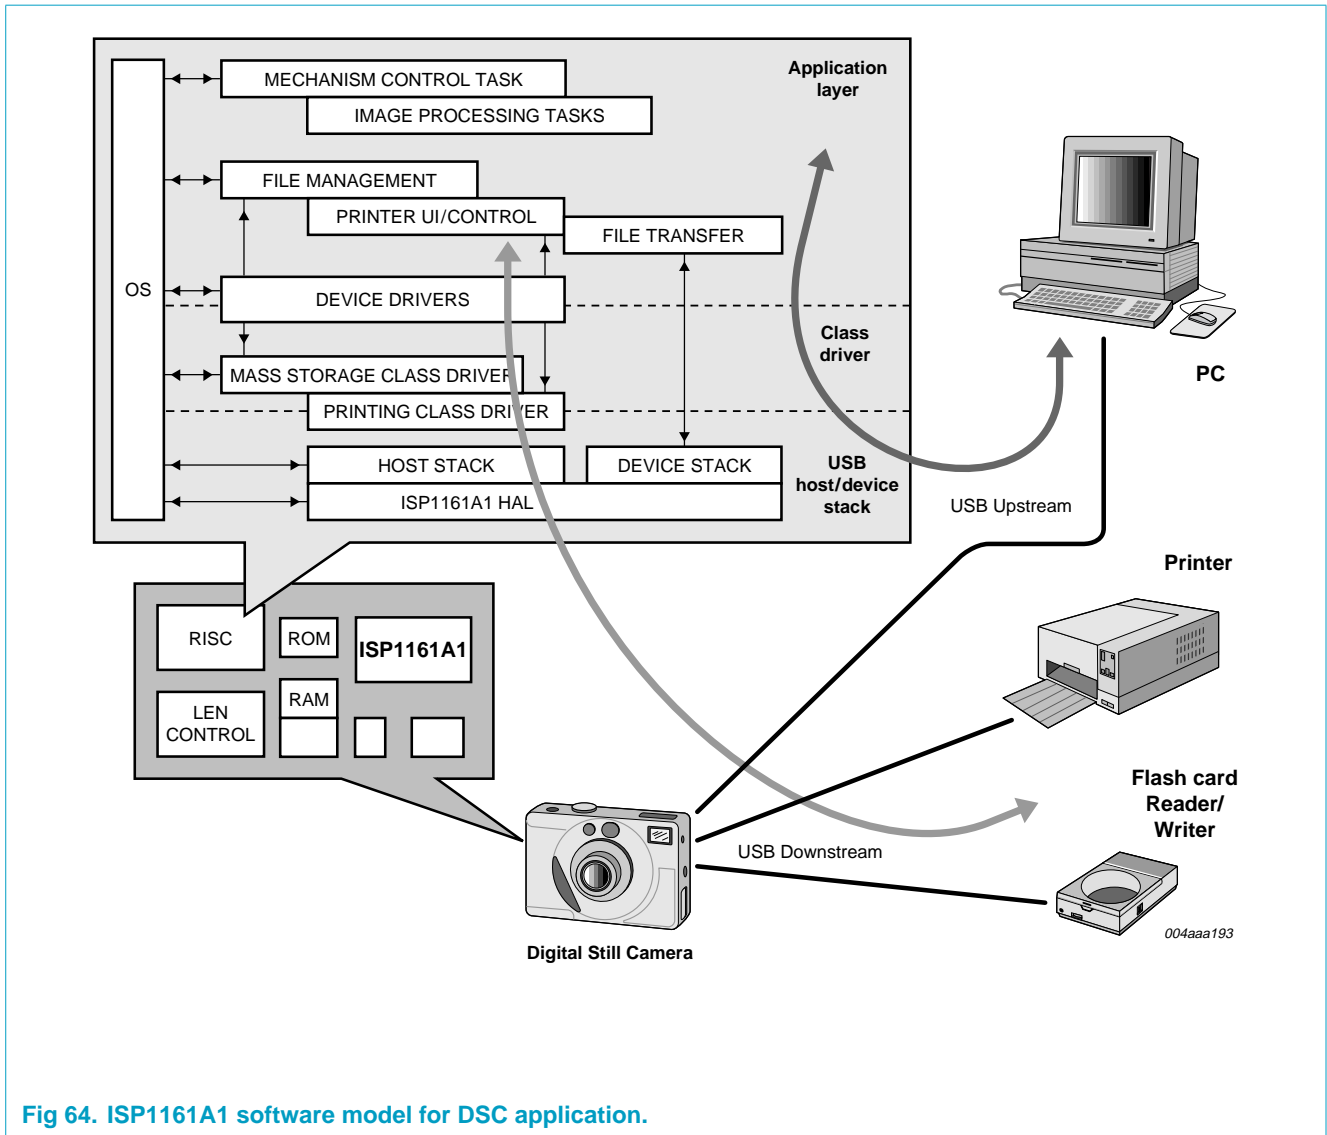 MECHANISM CONTROL TASK
IMAGE PROCESSING TASKS
Application
layer
FILE MANAGEMENT
PRINTER UI/CONTROL
FILE TRANSFER
OS
DEVICE DRIVERS
Class
driver
MASS STORAGE CLASS DRIVER
PRINTING CLASS DRIVER
HOST STACK
DEVICE STACK
USB
host/device
stack
ISP1161A1 HAL
PC
USB Upstream
Printer
RISC
ROM
ISP1161A1
RAM
LEN
CONTROL
Flash card
Reader/
Writer
USB Downstream
004aaa193
Digital Still Camera
Fig 64. ISP1161A1 software model for DSC application.